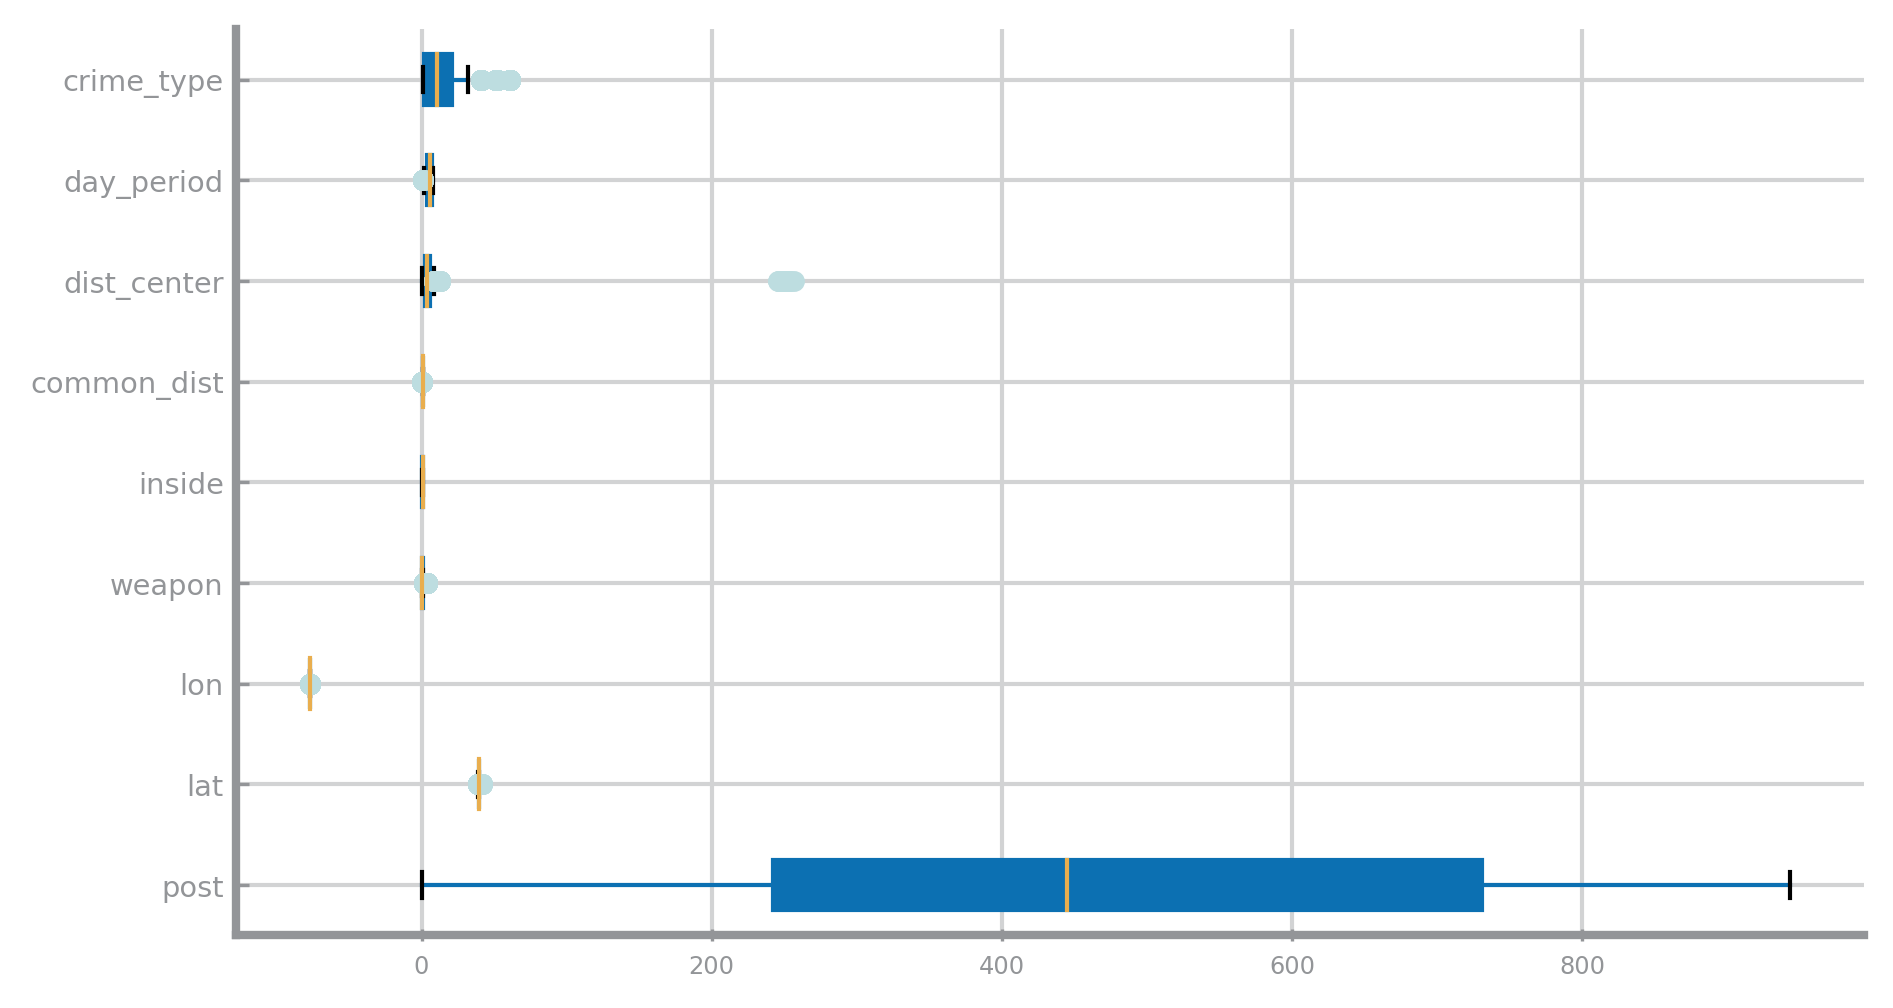 crime_type
day_period
dist_center
common_dist
inside
weapon
lon
lat
post
0 200 400 600 800